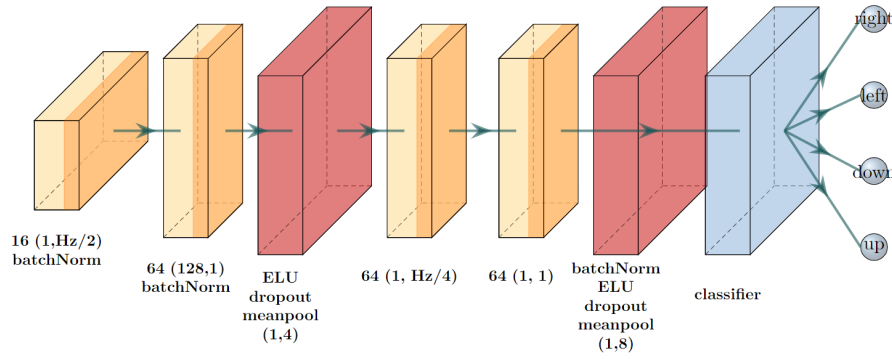 right
left
down
up
16 (1,Hz/2)
batchNorm
64 (128,1)
batchNorm
ELU
dropout
meanpool
(1,4)
64 (1, Hz/4)
64 (1, 1)
batchNorm
ELU
dropout
meanpool
(1,8)
classifier